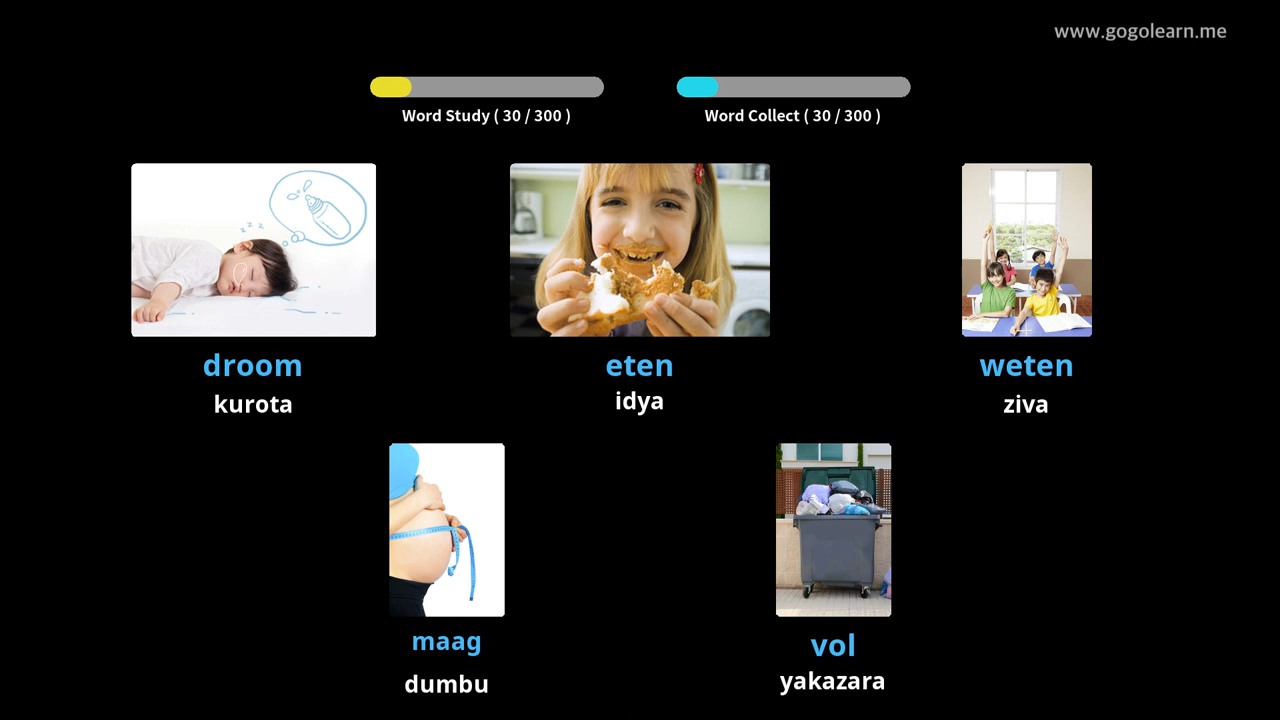 www.gogolearn.me
Word Study ( 30 / 300 )
Word Collect ( 30 / 300 )
droom
kurota
eten
idya
weten
ziva
maag
dumbu
vol
yakazara